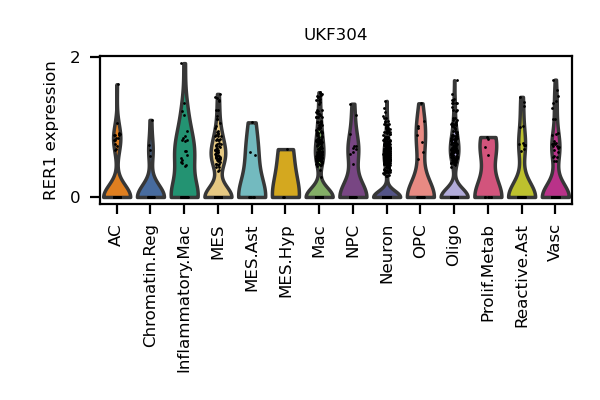 UKF304
RER1 expression
2
0
AC
Chromatin.Reg
Inflammatory.Mac
MES
MES.Ast
MES.Hyp
Mac
NPC
Neuron
OPC
Oligo
Prolif.Metab
Reactive.Ast
Vasc